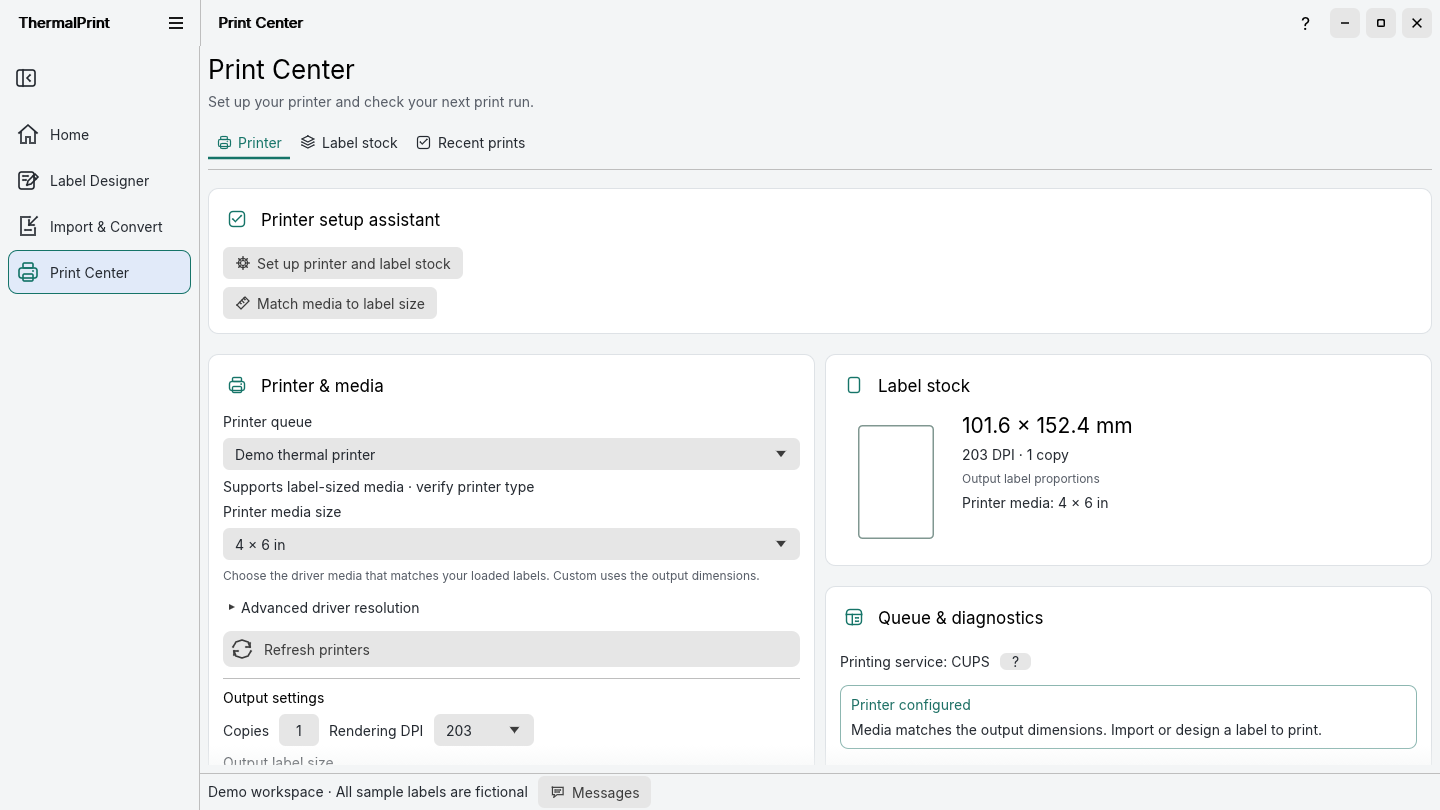 ThermalPrint
Print Center
?
Home
Label Designer
Import & Convert
Print Center
Print Center
Set up your printer and check your next print run.
Printer
Label stock
Recent prints
Printer setup assistant
Set up printer and label stock
Match media to label size
Printer & media
Printer queue
Demo thermal printer
Supports label-sized media · verify printer type
Printer media size
4 × 6 in
Choose the driver media that matches your loaded labels. Custom uses the output dimensions.
Advanced driver resolution
Refresh printers
Output settings
Copies 1 Rendering DPI 203
Output label size
Label stock
101.6 × 152.4 mm
203 DPI · 1 copy
Output label proportions
Printer media: 4 × 6 in
Queue & diagnostics
Printing service: CUPS ?
Printer configured
Media matches the output dimensions. Import or design a label to print.
Demo workspace · All sample labels are fictional
Messages